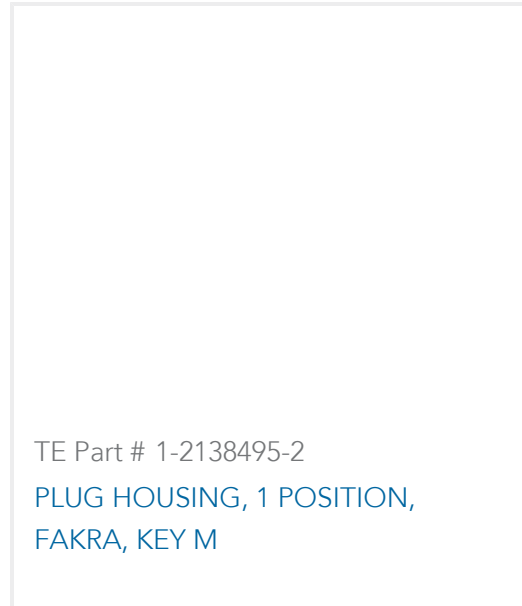 TE Part # 1-2138495-2
PLUG HOUSING, 1 POSITION,
FAKRA, KEY M